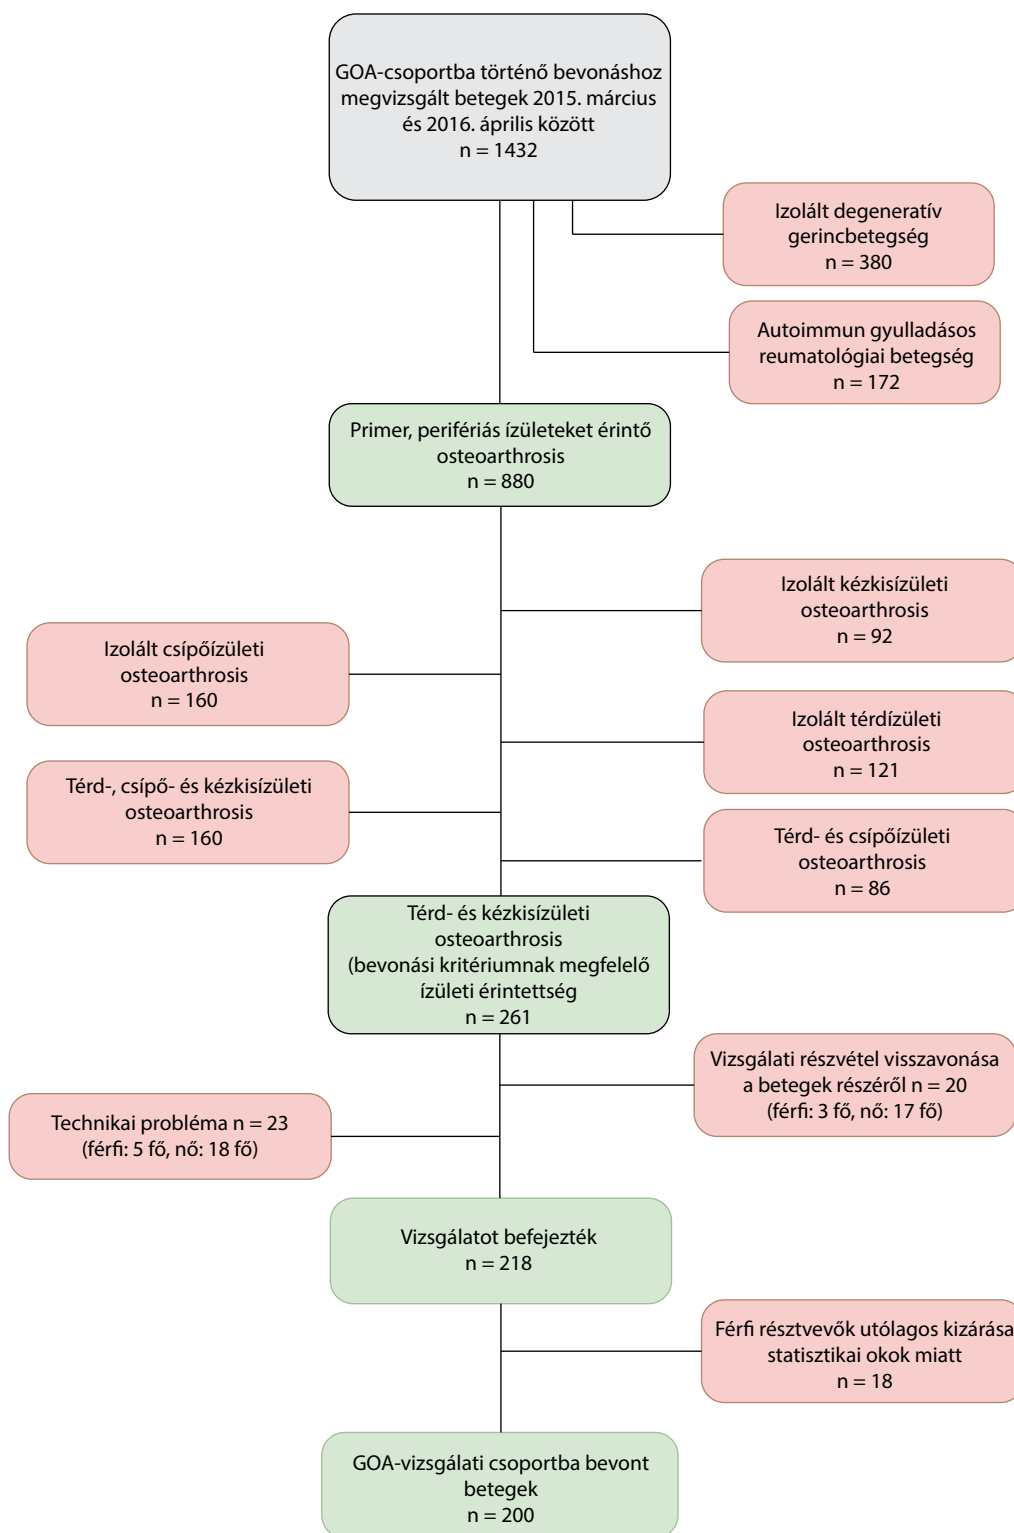 GOA-csoportba történő bevonáshoz
megvizsgált betegek 2015. március
és 2016. április között
n = 1432
Izolált degeneratív
gerincbetegség
n = 380
Autoimmun gyulladásos
reumatológiai betegség
n = 172
Primer, perifériás ízületeket érintő
osteoarthrosis
n = 880
Izolált kézkisízületi
osteoarthrosis
n = 92
Izolált csípőízületi
osteoarthrosis
n = 160
Izolált térdízületi
osteoarthrosis
n = 121
Térd-, csípő- és kézkisízületi
osteoarthrosis
n = 160
Térd- és csípőízületi
osteoarthrosis
n = 86
Térd- és kézkisízületi
osteoarthrosis
(bevonási kritériumnak megfelelő
ízületi érintettség
n = 261
Vizsgálati részvétel visszavonása
a betegek részéről n = 20
(férfi: 3 fő, nő: 17 fő)
Technikai probléma n = 23
(férfi: 5 fő, nő: 18 fő)
Vizsgálatot befejezték
n = 218
Férfi résztvevők utólagos kizárása
statisztikai okok miatt
n = 18
GOA-vizsgálati csoportba bevont
betegek
n = 200